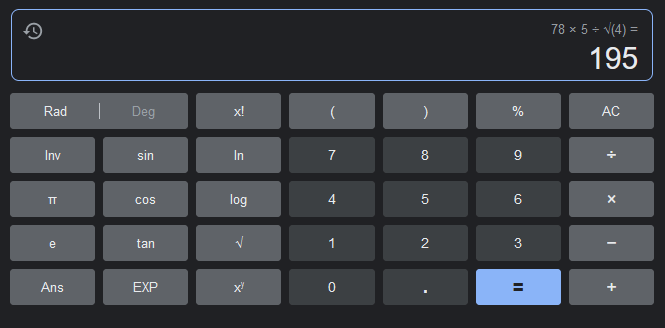 78 × 5 ÷ √(4) =
195
Rad Deg x! ( ) % AC
Inv sin ln 7 8 9 ÷
π cos log 4 5 6 ×
e tan √ 1 2 3 −
Ans EXP xʸ 0 . = +